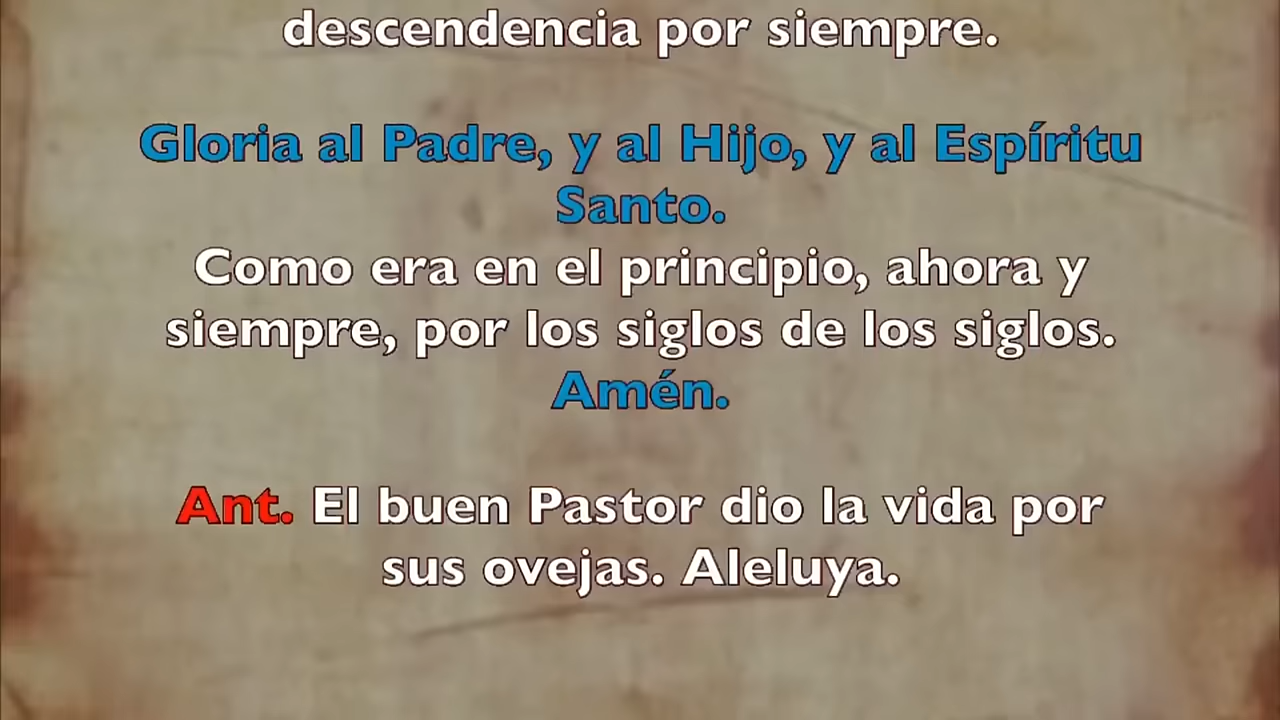 descendencia por siempre.
Gloria al Padre, y al Hijo, y al Espíritu
Santo.
Como era en el principio, ahora y
siempre, por los siglos de los siglos.
Amén.
Ant. El buen Pastor dio la vida por
sus ovejas. Aleluya.